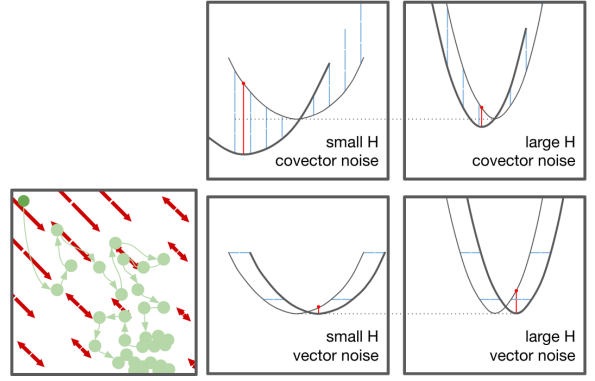 small H
covector noise
large H
covector noise
small H
vector noise
large H
vector noise